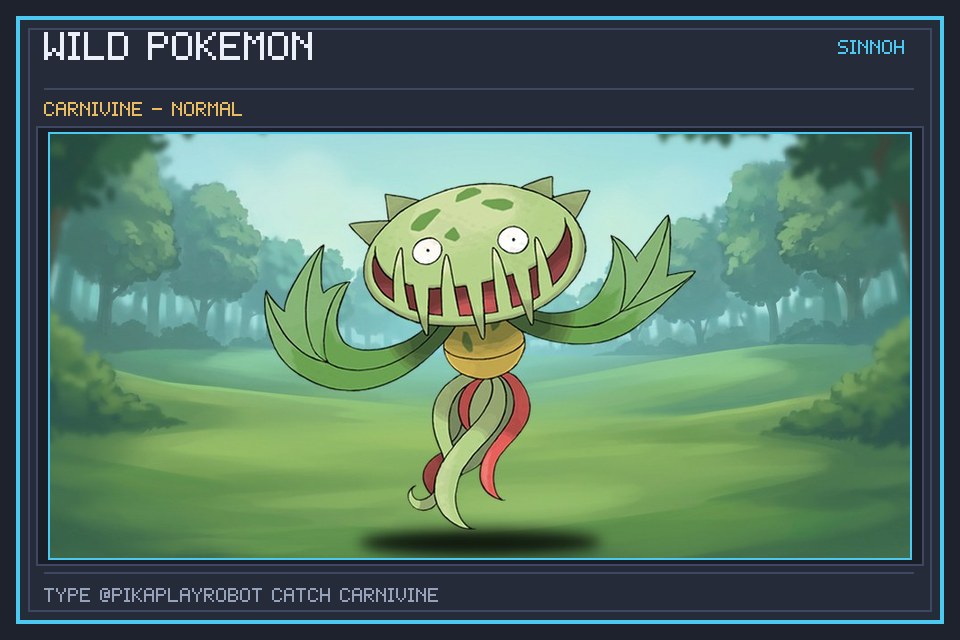 WILD POKEMON
SINNOH
CARNIVINE - NORMAL
TYPE @PIKAPLAYROBOT CATCH CARNIVINE